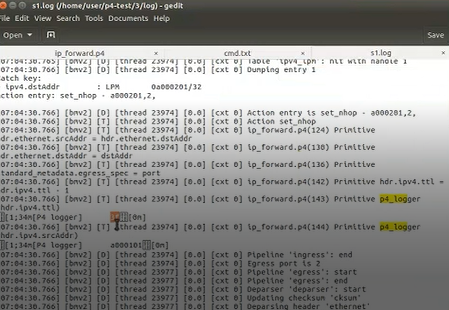 s1.log (/home/user/p4-test/3/log) - gedit
File Edit View Search Tools Documents Help
Open Save
ip_forward.p4 × cmd.txt × s1.log ×
07:04:30.765] [bmv2] [D] [thread 23974] [0.0] [cxt 0] Table 'ipv4_lpm': hit with handle 1
07:04:30.766] [bmv2] [D] [thread 23974] [0.0] [cxt 0] Dumping entry 1
atch key:
ipv4.dstAddr : LPM 0a000201/32
ction entry: set_nhop - a000201,2,
07:04:30.766] [bmv2] [D] [thread 23974] [0.0] [cxt 0] Action entry is set_nhop - a000201,2,
07:04:30.766] [bmv2] [T] [thread 23974] [0.0] [cxt 0] Action set_nhop
07:04:30.766] [bmv2] [T] [thread 23974] [0.0] [cxt 0] ip_forward.p4(124) Primitive
dr.ethernet.srcAddr = hdr.ethernet.dstAddr
07:04:30.766] [bmv2] [T] [thread 23974] [0.0] [cxt 0] ip_forward.p4(130) Primitive
dr.ethernet.dstAddr = dstAddr
07:04:30.766] [bmv2] [T] [thread 23974] [0.0] [cxt 0] ip_forward.p4(136) Primitive
tandard_metadata.egress_spec = port
07:04:30.766] [bmv2] [T] [thread 23974] [0.0] [cxt 0] ip_forward.p4(142) Primitive hdr.ipv4.ttl =
dr.ipv4.ttl - 1
07:04:30.766] [bmv2] [T] [thread 23974] [0.0] [cxt 0] ip_forward.p4(143) Primitive p4_logger
hdr.ipv4.ttl)
[1;34m[P4 logger] [0m]
07:04:30.766] [bmv2] [T] [thread 23974] [0.0] [cxt 0] ip_forward.p4(144) Primitive p4_logger
hdr.ipv4.srcAddr)
[1;34m[P4 logger] a000101 [0m]
07:04:30.766] [bmv2] [D] [thread 23974] [0.0] [cxt 0] Pipeline 'ingress': end
07:04:30.766] [bmv2] [D] [thread 23974] [0.0] [cxt 0] Egress port is 2
07:04:30.766] [bmv2] [D] [thread 23977] [0.0] [cxt 0] Pipeline 'egress': start
07:04:30.766] [bmv2] [D] [thread 23977] [0.0] [cxt 0] Pipeline 'egress': end
07:04:30.766] [bmv2] [D] [thread 23977] [0.0] [cxt 0] Deparser 'deparser': start
07:04:30.766] [bmv2] [D] [thread 23977] [0.0] [cxt 0] Updating checksum 'cksum'
07:04:30.766] [bmv2] [D] [thread 23977] [0.0] [cxt 0] Deparsing header 'ethernet'